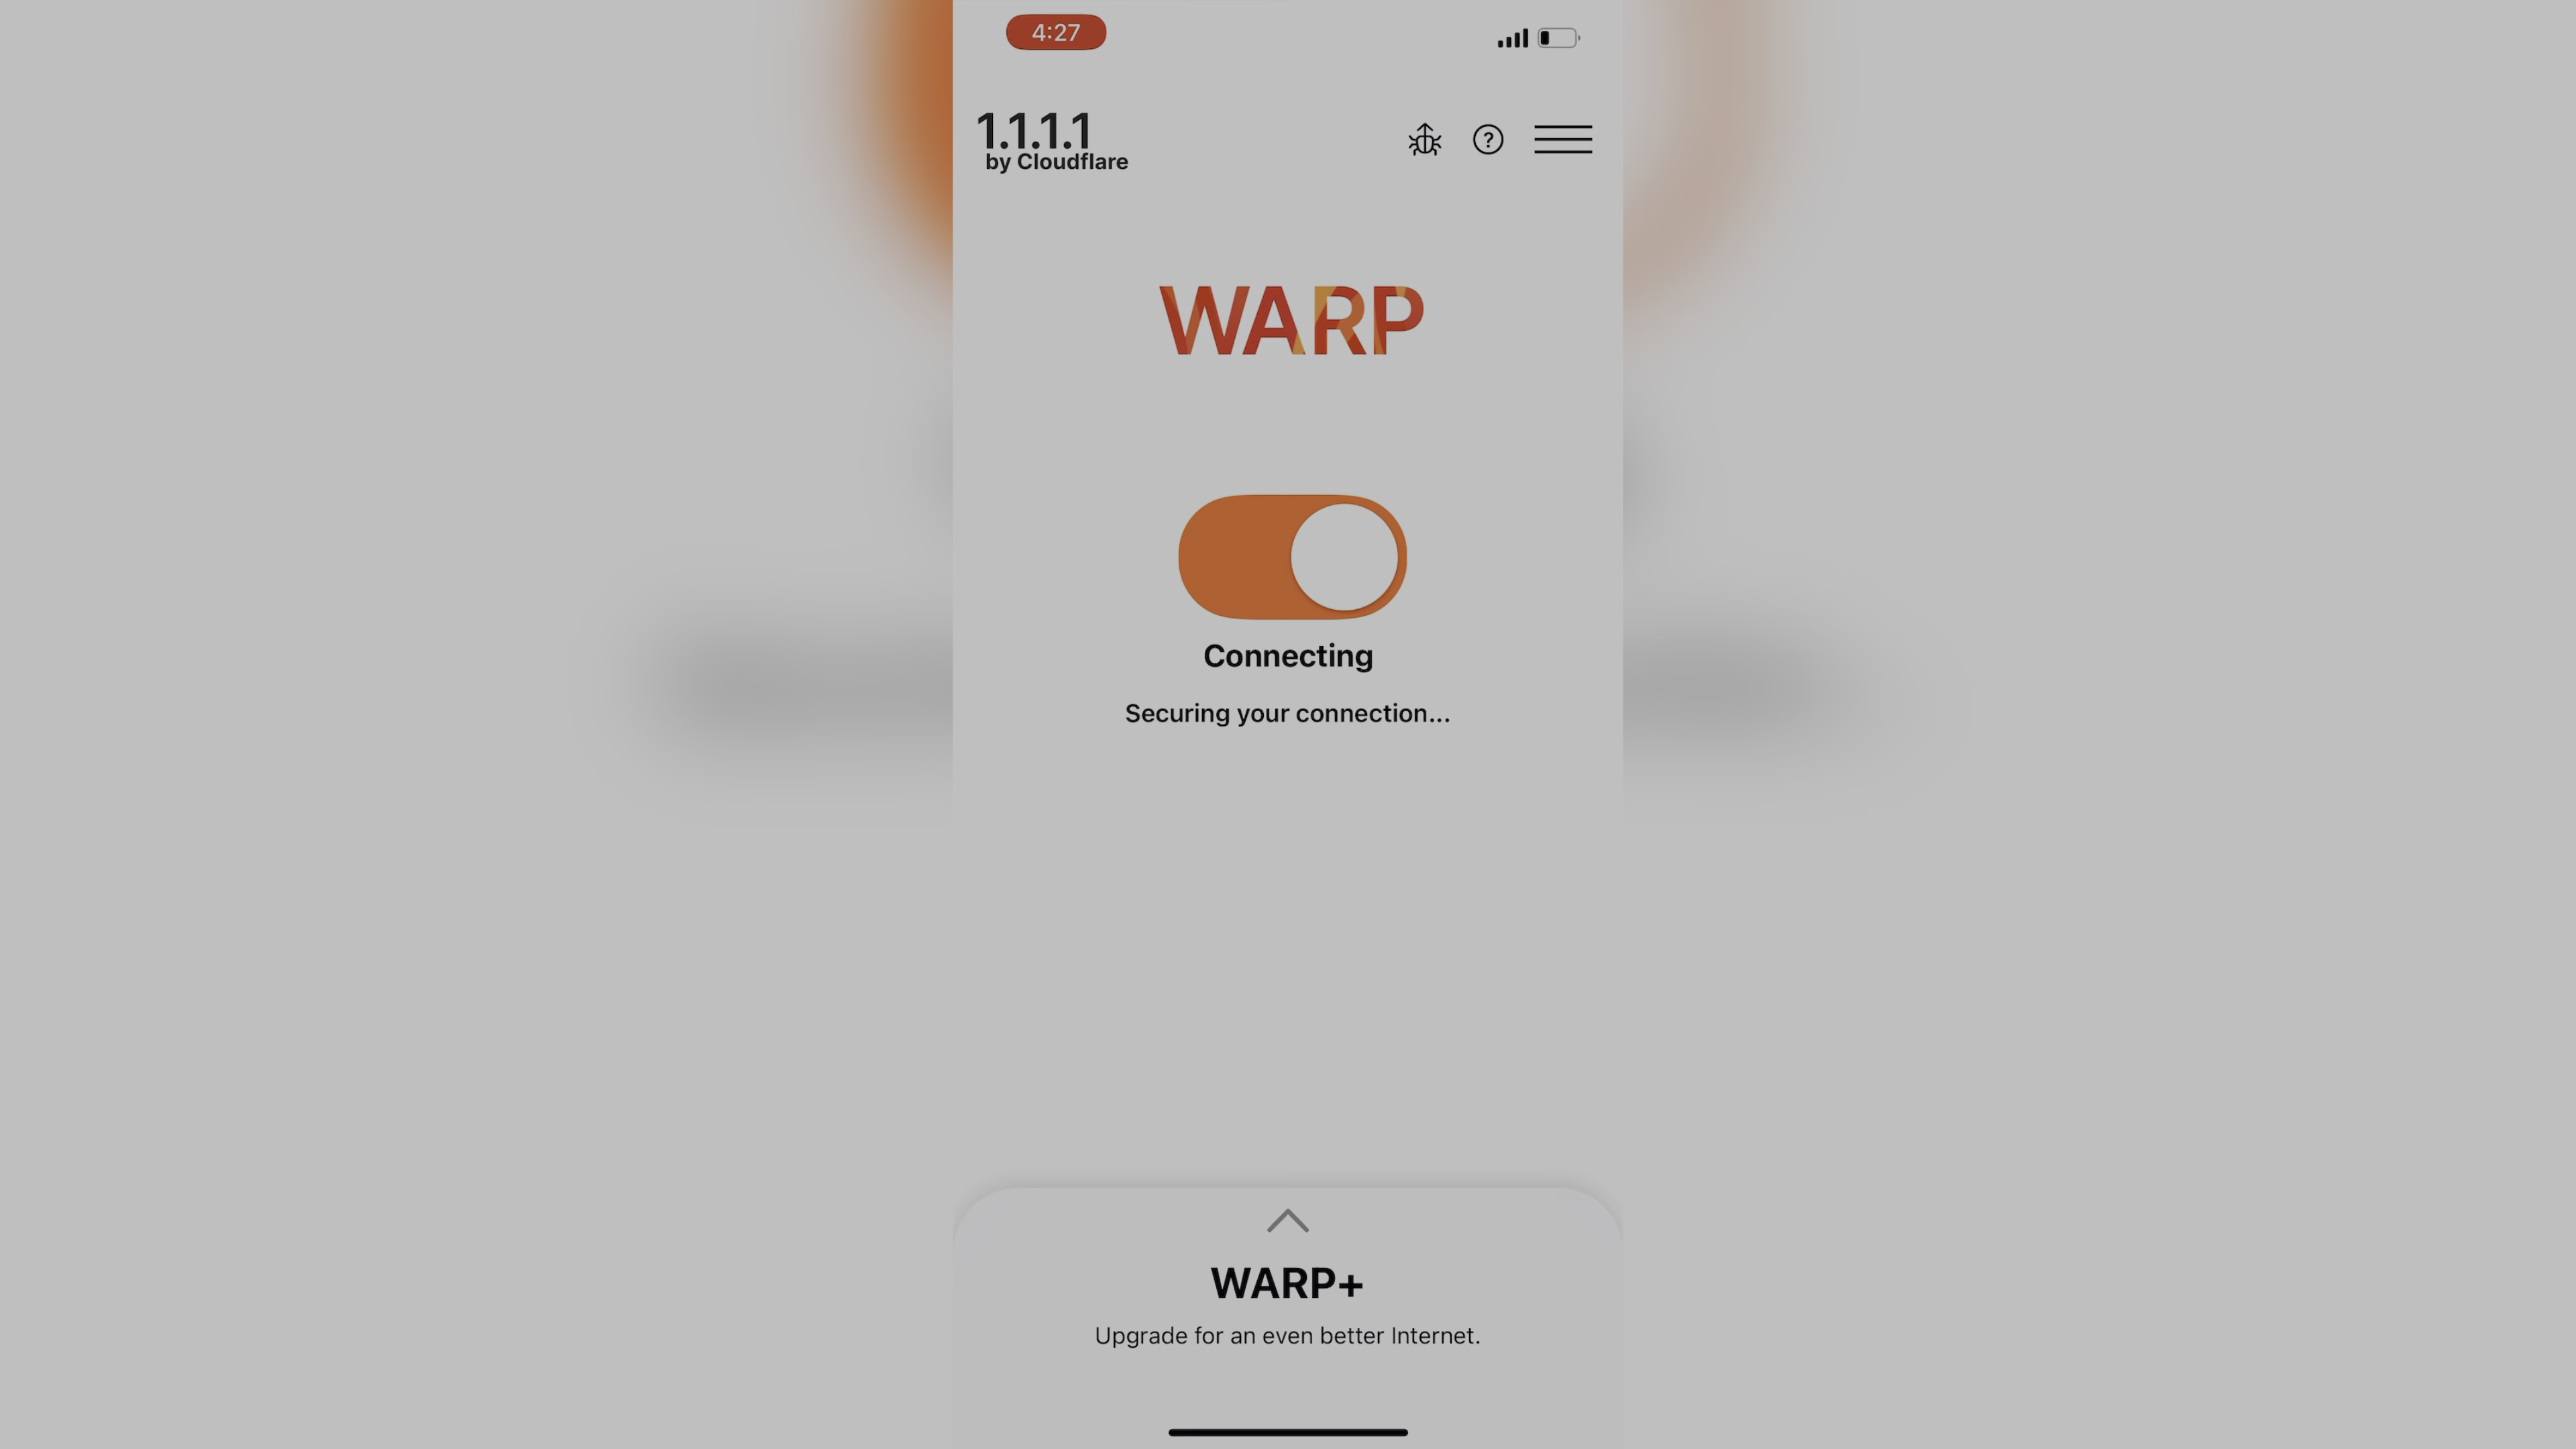 4:27
1.1.1.1
by Cloudflare
WARP
Connecting
Securing your connection...
WARP+
Upgrade for an even better Internet.